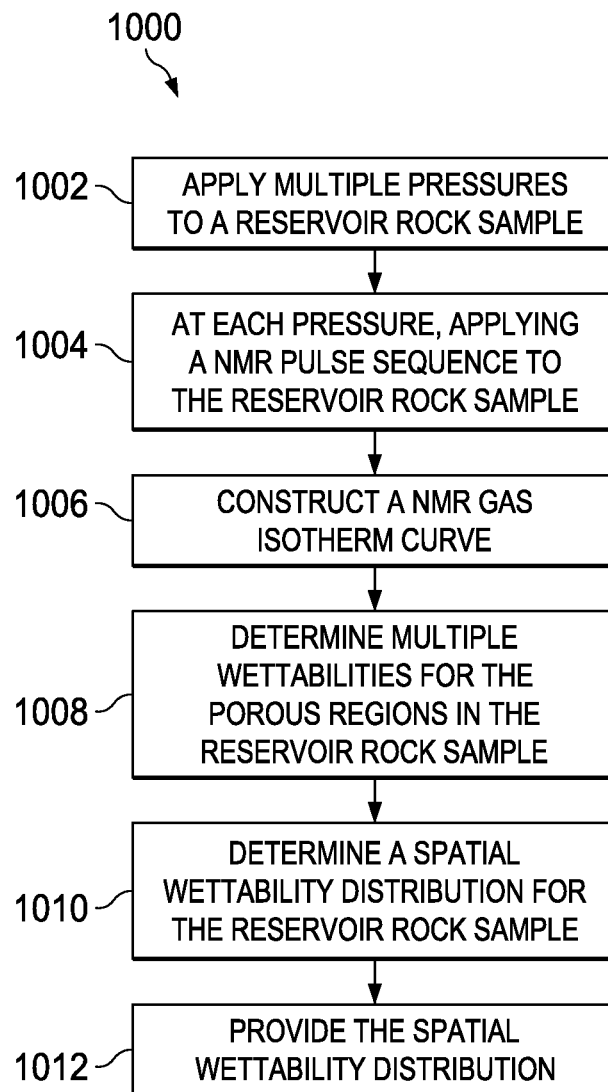 1000
1002
APPLY MULTIPLE PRESSURES
TO A RESERVOIR ROCK SAMPLE
1004
AT EACH PRESSURE, APPLYING
A NMR PULSE SEQUENCE TO
THE RESERVOIR ROCK SAMPLE
1006
CONSTRUCT A NMR GAS
ISOTHERM CURVE
1008
DETERMINE MULTIPLE
WETTABILITIES FOR THE
POROUS REGIONS IN THE
RESERVOIR ROCK SAMPLE
1010
DETERMINE A SPATIAL
WETTABILITY DISTRIBUTION FOR
THE RESERVOIR ROCK SAMPLE
1012
PROVIDE THE SPATIAL
WETTABILITY DISTRIBUTION